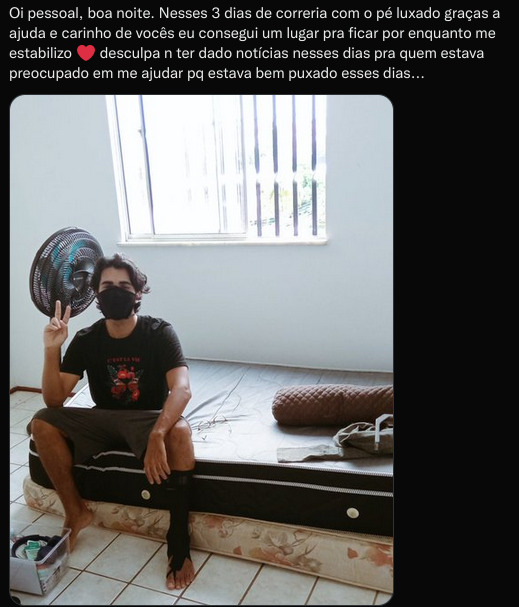 Oi pessoal, boa noite. Nesses 3 dias de correria com o pé luxado graças a
ajuda e carinho de vocês eu consegui um lugar pra ficar por enquanto me
estabilizo ❤️ desculpa n ter dado notícias nesses dias pra quem estava
preocupado em me ajudar pq estava bem puxado esses dias...